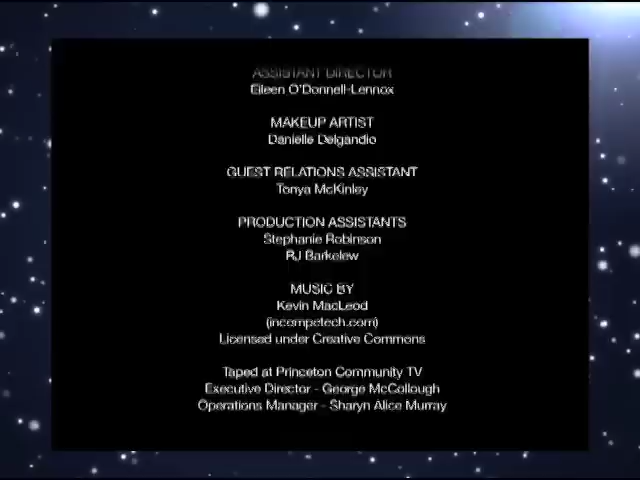 ASSISTANT DIRECTOR
Eileen O'Donnell-Lennox
MAKEUP ARTIST
Danielle Delgandio
GUEST RELATIONS ASSISTANT
Tonya McKinley
PRODUCTION ASSISTANTS
Stephanie Robinson
RJ Barkelew
MUSIC BY
Kevin MacLeod
(incompetech.com)
Licensed under Creative Commons
Taped at Princeton Community TV
Executive Director - George McCollough
Operations Manager - Sharyn Alice Murray